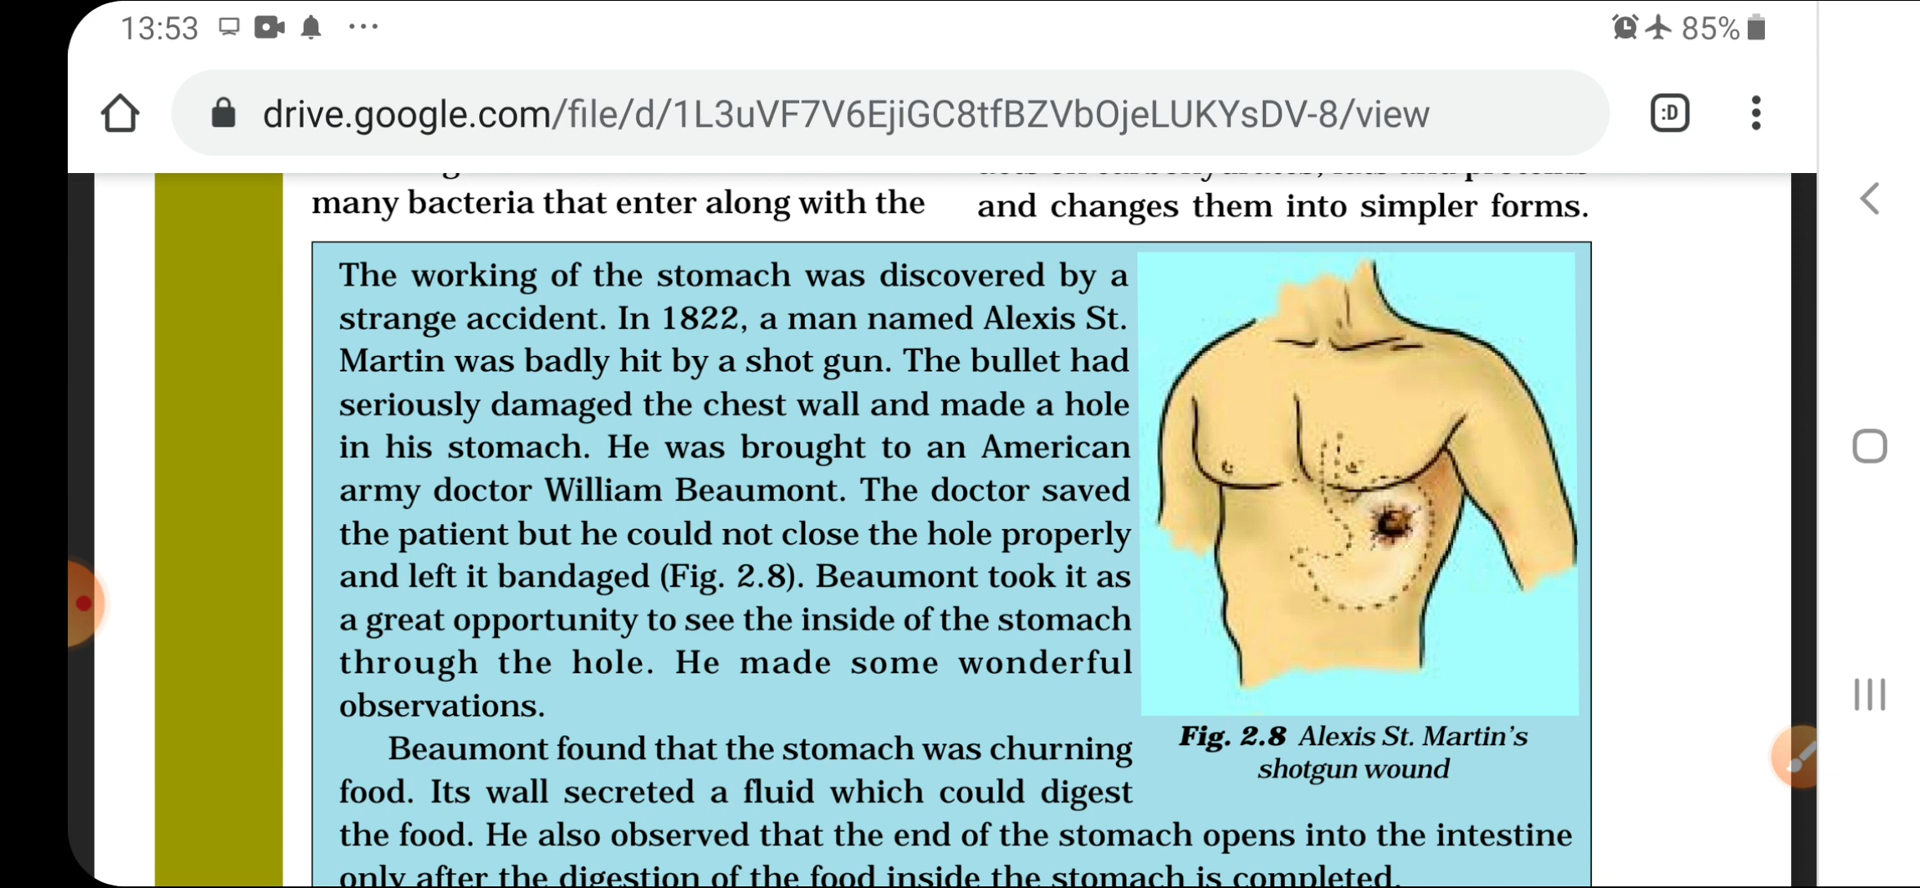 13:53
85%
drive.google.com/file/d/1L3uVF7V6EjiGC8tfBZVbOjeLUKYsDV-8/view
:D
many bacteria that enter along with the
and changes them into simpler forms.
The working of the stomach was discovered by a
strange accident. In 1822, a man named Alexis St.
Martin was badly hit by a shot gun. The bullet had
seriously damaged the chest wall and made a hole
in his stomach. He was brought to an American
army doctor William Beaumont. The doctor saved
the patient but he could not close the hole properly
and left it bandaged (Fig. 2.8). Beaumont took it as
a great opportunity to see the inside of the stomach
through the hole. He made some wonderful
observations.
Beaumont found that the stomach was churning
food. Its wall secreted a fluid which could digest
the food. He also observed that the end of the stomach opens into the intestine
only after the digestion of the food inside the stomach is completed.
Fig. 2.8 Alexis St. Martin's
shotgun wound